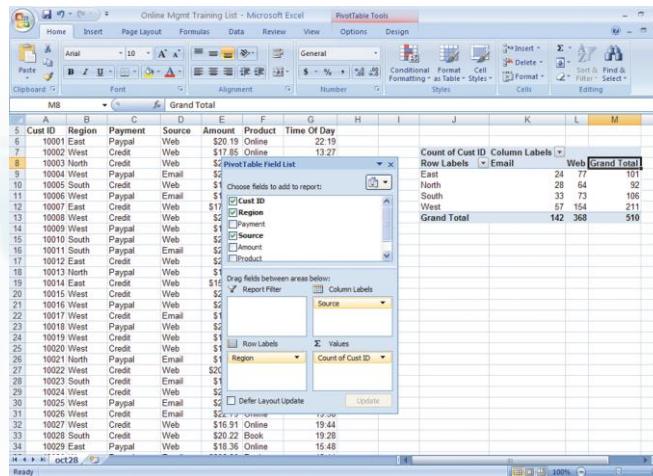 Online Mgmt Training List - Microsoft Excel PivotTable Tools
Home Insert Page Layout Formulas Data Review View Options Design
Paste Arial 10 General Conditional Formatting Format as Table Cell Styles Insert Delete Format Sort & Filter Find & Select
Clipboard Font Alignment Number Styles Cells Editing
M8 Grand Total
A B C D E F G H I J K L M
5 Cust ID Region Payment Source Amount Product Time Of Day
6 10001 East Paypal Web $20.19 Online 22:19
7 10002 West Credit Web $17.85 Online 13:27 Count of Cust ID Column Labels
8 10003 North Credit Web Row Labels Email Web Grand Total
9 10004 West Paypal Email East 24 77 101
10 10005 South Credit Web North 28 64 92
11 10006 West Paypal Email South 33 73 106
12 10007 East Credit Web $17 West 57 154 211
13 10008 West Credit Web Grand Total 142 368 510
14 10009 West Paypal Web
15 10010 South Paypal Web
16 10011 South Paypal Email
17 10012 East Credit Web
18 10013 North Paypal Web
19 10014 East Credit Web
20 10015 West Credit Web
21 10016 West Paypal Web
22 10017 West Credit Web
23 10018 West Paypal Web
24 10019 West Credit Web
25 10020 West Credit Web
26 10021 North Paypal Email
27 10022 West Credit Web
28 10023 South Credit Email
29 10024 West Credit Web
30 10025 West Paypal Email
31 10026 West Credit Email Online
32 10027 West Credit Web $16.91 Online 19:44
33 10028 South Credit Web $20.22 Book 19:28
34 10029 East Paypal Web $18.36 Online 15:48
PivotTable Field List
Choose fields to add to report:
Cust ID
Region
Payment
Source
Amount
Product
Drag fields between areas below:
Report Filter Column Labels
Source
Row Labels Σ Values
Region Count of Cust ID
Defer Layout Update Update
oct28
Ready 100%